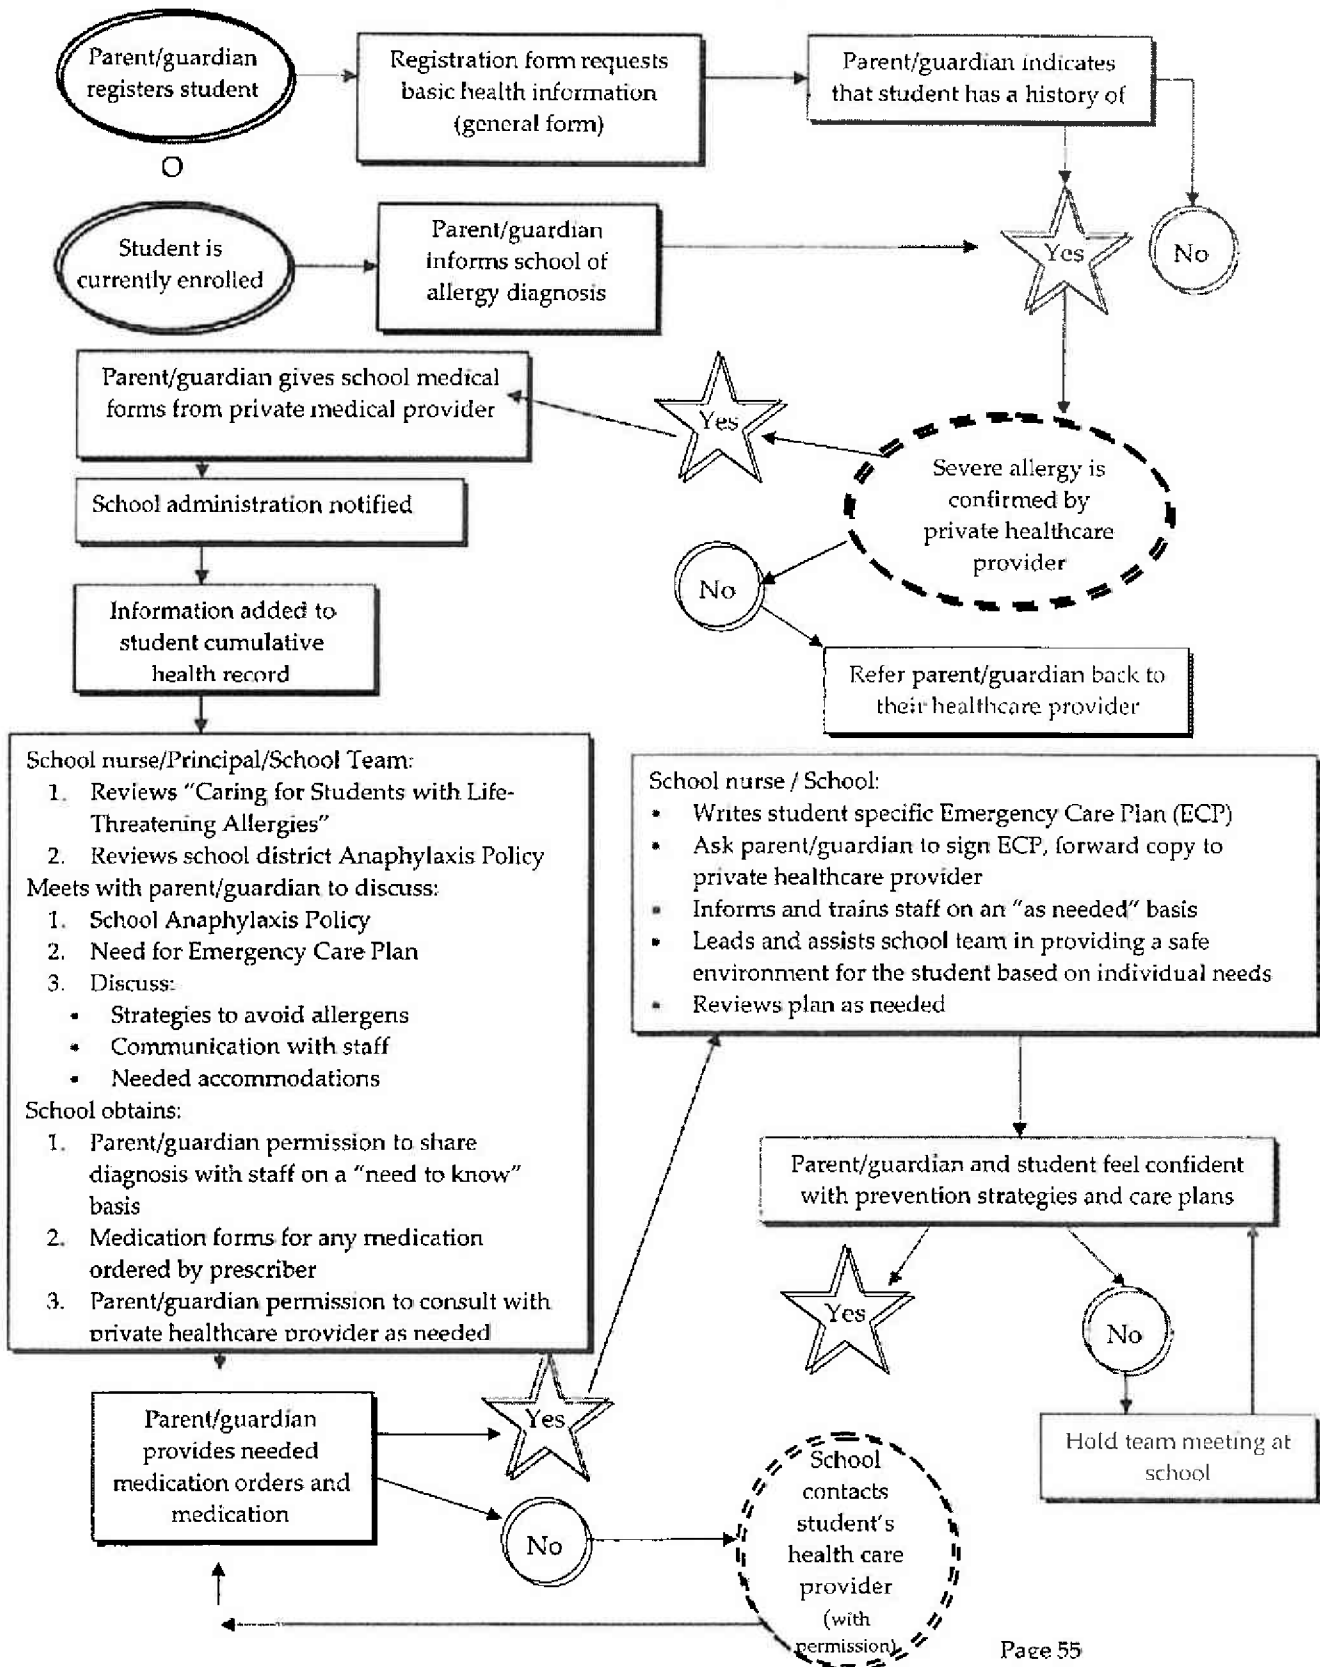 Parent/guardian
registers student
Registration form requests
basic health information
(general form)
Parent/guardian indicates
that student has a history of
O
Yes
No
Student is
currently enrolled
Parent/guardian
informs school of
allergy diagnosis
Parent/guardian gives school medical
forms from private medical provider
Yes
Severe allergy is
confirmed by
private healthcare
provider
School administration notified
No
Information added to
student cumulative
health record
Refer parent/guardian back to
their healthcare provider
School nurse/Principal/School Team:
1. Reviews "Caring for Students with Life-
Threatening Allergies"
2. Reviews school district Anaphylaxis Policy
Meets with parent/guardian to discuss:
1. School Anaphylaxis Policy
2. Need for Emergency Care Plan
3. Discuss:
• Strategies to avoid allergens
• Communication with staff
• Needed accommodations
School obtains:
1. Parent/guardian permission to share
diagnosis with staff on a "need to know"
basis
2. Medication forms for any medication
ordered by prescriber
3. Parent/guardian permission to consult with
private healthcare provider as needed
School nurse / School:
• Writes student specific Emergency Care Plan (ECP)
• Ask parent/guardian to sign ECP, forward copy to
private healthcare provider
• Informs and trains staff on an "as needed" basis
• Leads and assists school team in providing a safe
environment for the student based on individual needs
• Reviews plan as needed
Parent/guardian and student feel confident
with prevention strategies and care plans
Yes
No
Hold team meeting at
school
Parent/guardian
provides needed
medication orders and
medication
Yes
No
School
contacts
student's
health care
provider
(with
permission)
Page 55